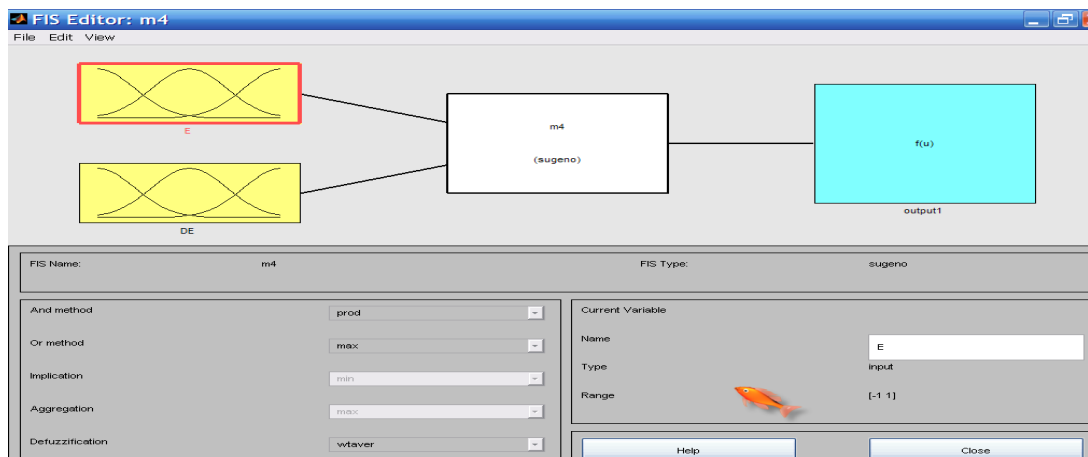 FIS Editor: m4
File Edit View
E
DE
m4
(sugeno)
f(u)
output1
FIS Name: m4 FIS Type: sugeno
And method prod
Or method max
Implication min
Aggregation max
Defuzzification wtaver
Current Variable
Name E
Type input
Range [-1 1]
Help Close